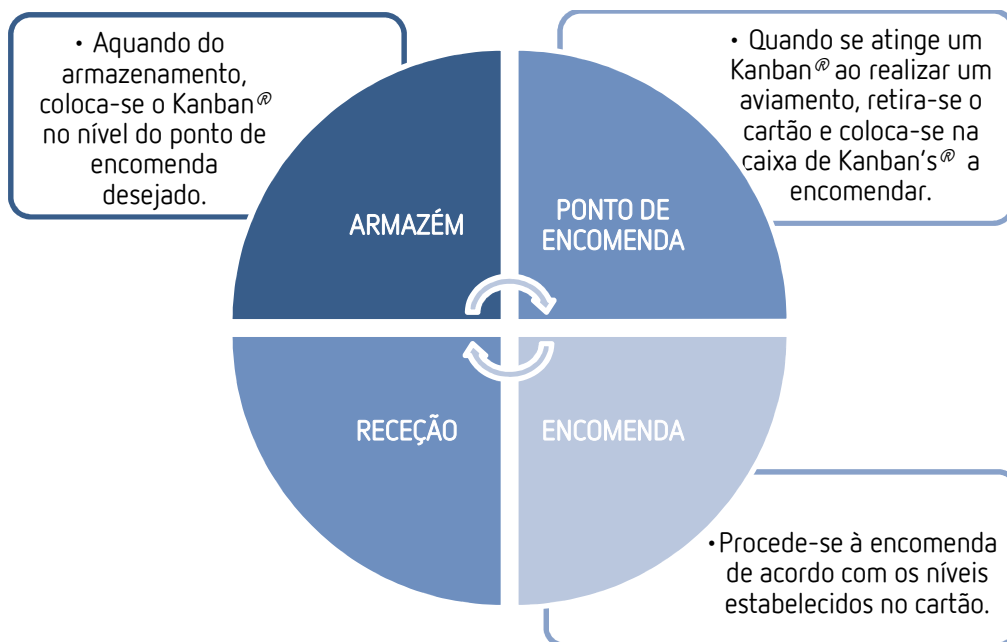 • Aquando do
armazenamento,
coloca-se o Kanban®
no nível do ponto de
encomenda
desejado.
• Quando se atinge um
Kanban® ao realizar um
aviamento, retira-se o
cartão e coloca-se na
caixa de Kanban's® a
encomendar.
ARMAZÉM
PONTO DE
ENCOMENDA
RECEÇÃO
ENCOMENDA
•Procede-se à encomenda
de acordo com os níveis
estabelecidos no cartão.